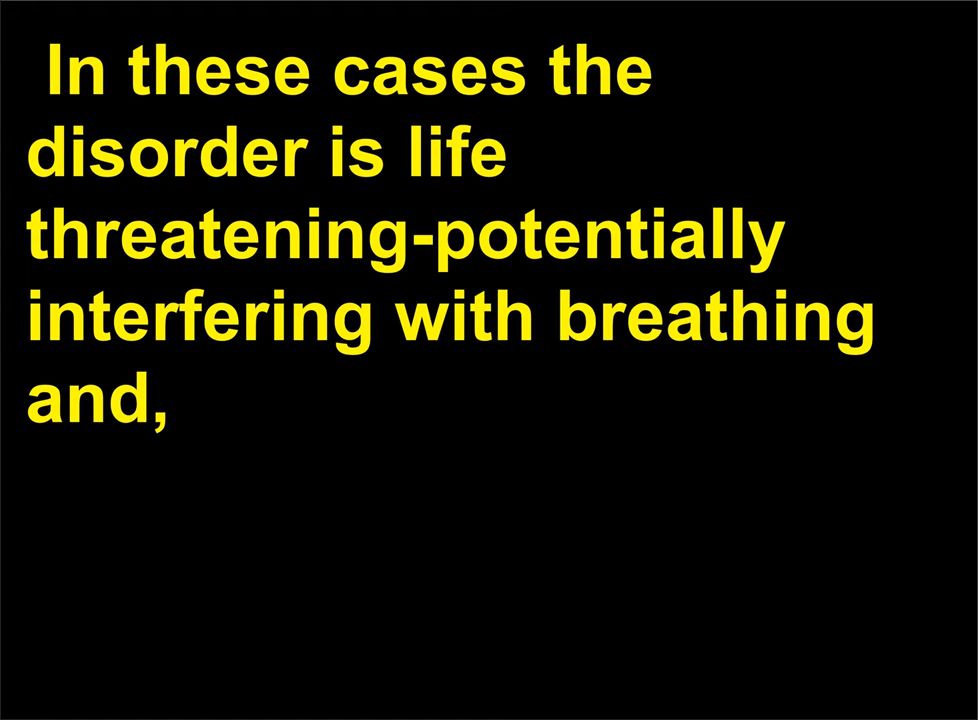 In these cases the
disorder is life
threatening-potentially
interfering with breathing
and,